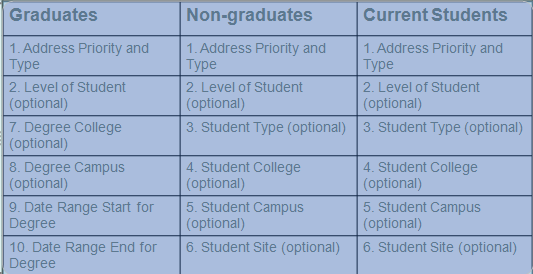 Graduates Non-graduates Current Students
1. Address Priority and 1. Address Priority and 1. Address Priority and
Type Type Type
2. Level of Student 2. Level of Student 2. Level of Student
(optional) (optional) (optional)
7. Degree College 3. Student Type (optional) 3. Student Type (optional)
(optional)
8. Degree Campus 4. Student College 4. Student College
(optional) (optional) (optional)
9. Date Range Start for 5. Student Campus 5. Student Campus
Degree (optional) (optional)
10. Date Range End for 6. Student Site (optional) 6. Student Site (optional)
Degree